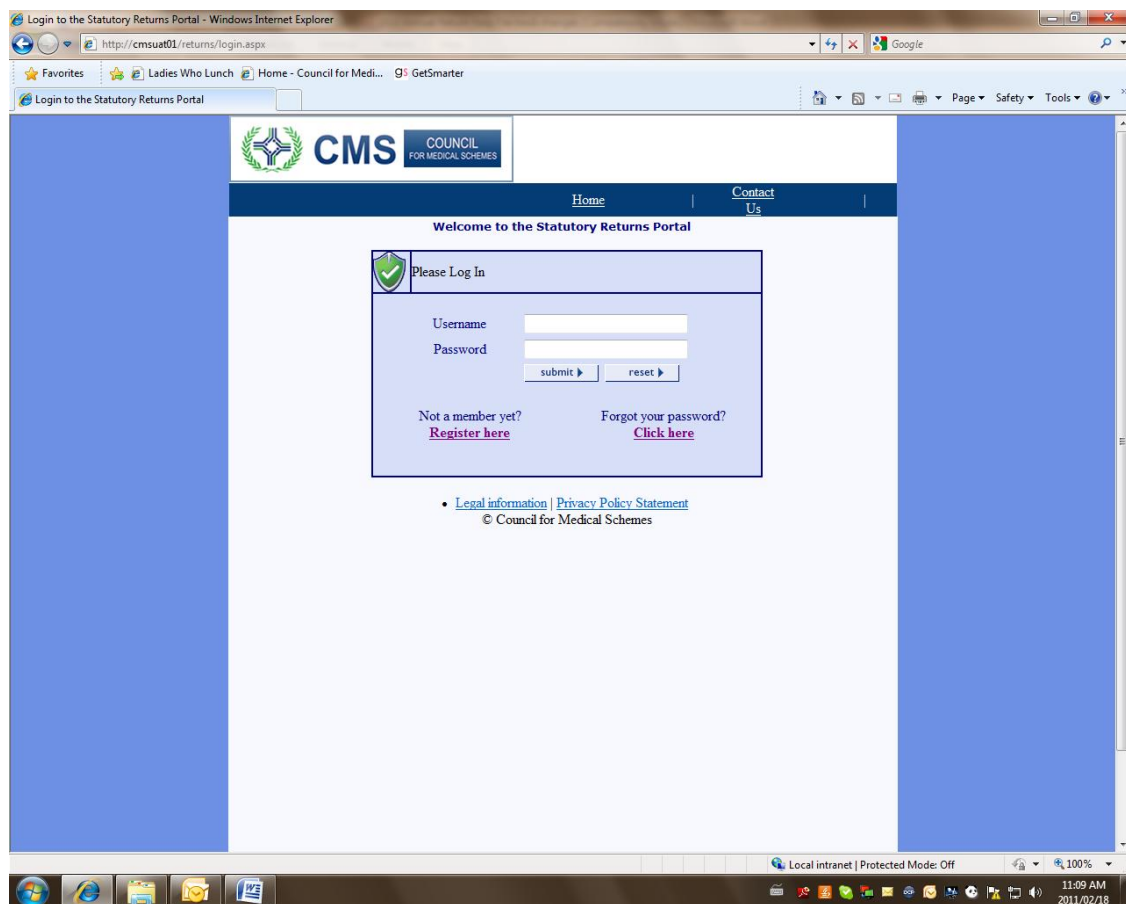 Login to the Statutory Returns Portal - Windows Internet Explorer
http://cmsuat01/returns/login.aspx
Google
Favorites Ladies Who Lunch Home - Council for Medi... gs GetSmarter
Login to the Statutory Returns Portal
Page Safety Tools
CMS COUNCIL
FOR MEDICAL SCHEMES
Home | Contact Us |
Welcome to the Statutory Returns Portal
Please Log In
Username
Password
submit reset
Not a member yet? Forgot your password?
Register here Click here
• Legal information | Privacy Policy Statement
© Council for Medical Schemes
Local intranet | Protected Mode: Off 100%
11:09 AM
2011/02/18